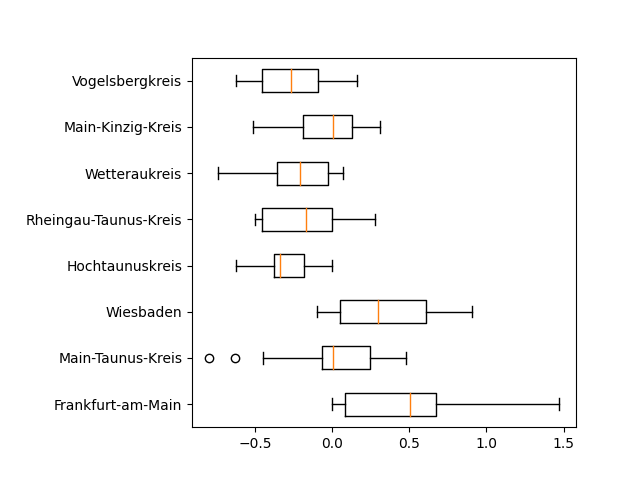 Vogelsbergkreis
Main-Kinzig-Kreis
Wetteraukreis
Rheingau-Taunus-Kreis
Hochtaunuskreis
Wiesbaden
Main-Taunus-Kreis
Frankfurt-am-Main
−0.5 0.0 0.5 1.0 1.5